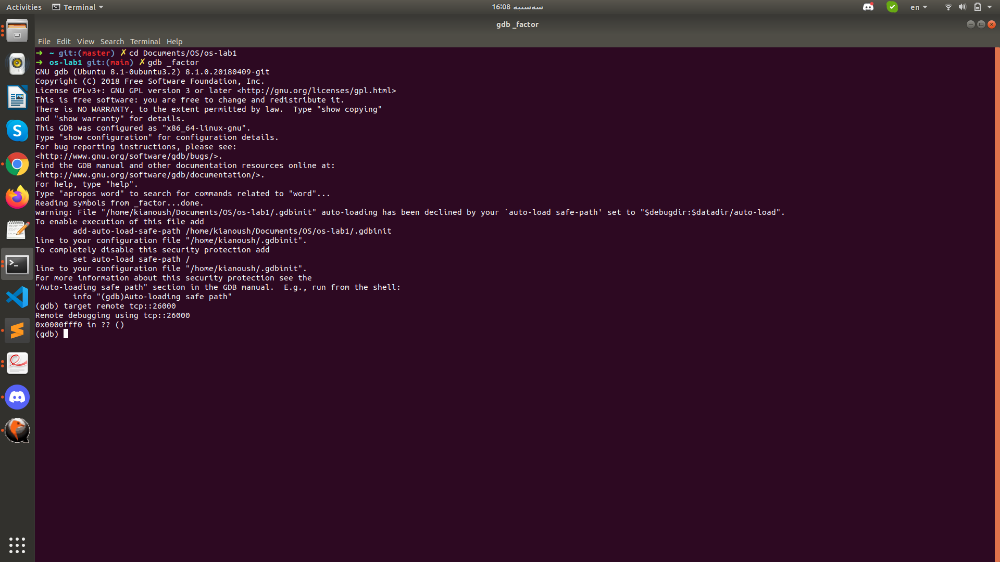 Activities Terminal سه‌شنبه 16:08 en
gdb _factor
File Edit View Search Terminal Help
➜  ~ git:(master) ✗ cd Documents/OS/os-lab1
➜  os-lab1 git:(main) ✗ gdb _factor
GNU gdb (Ubuntu 8.1-0ubuntu3.2) 8.1.0.20180409-git
Copyright (C) 2018 Free Software Foundation, Inc.
License GPLv3+: GNU GPL version 3 or later <http://gnu.org/licenses/gpl.html>
This is free software: you are free to change and redistribute it.
There is NO WARRANTY, to the extent permitted by law.  Type "show copying"
and "show warranty" for details.
This GDB was configured as "x86_64-linux-gnu".
Type "show configuration" for configuration details.
For bug reporting instructions, please see:
<http://www.gnu.org/software/gdb/bugs/>.
Find the GDB manual and other documentation resources online at:
<http://www.gnu.org/software/gdb/documentation/>.
For help, type "help".
Type "apropos word" to search for commands related to "word"...
Reading symbols from _factor...done.
warning: File "/home/kianoush/Documents/OS/os-lab1/.gdbinit" auto-loading has been declined by your `auto-load safe-path' set to "$debugdir:$datadir/auto-load".
To enable execution of this file add
        add-auto-load-safe-path /home/kianoush/Documents/OS/os-lab1/.gdbinit
line to your configuration file "/home/kianoush/.gdbinit".
To completely disable this security protection add
        set auto-load safe-path /
line to your configuration file "/home/kianoush/.gdbinit".
For more information about this security protection see the
"Auto-loading safe path" section in the GDB manual.  E.g., run from the shell:
        info "(gdb)Auto-loading safe path"
(gdb) target remote tcp::26000
Remote debugging using tcp::26000
0x0000fff0 in ?? ()
(gdb)